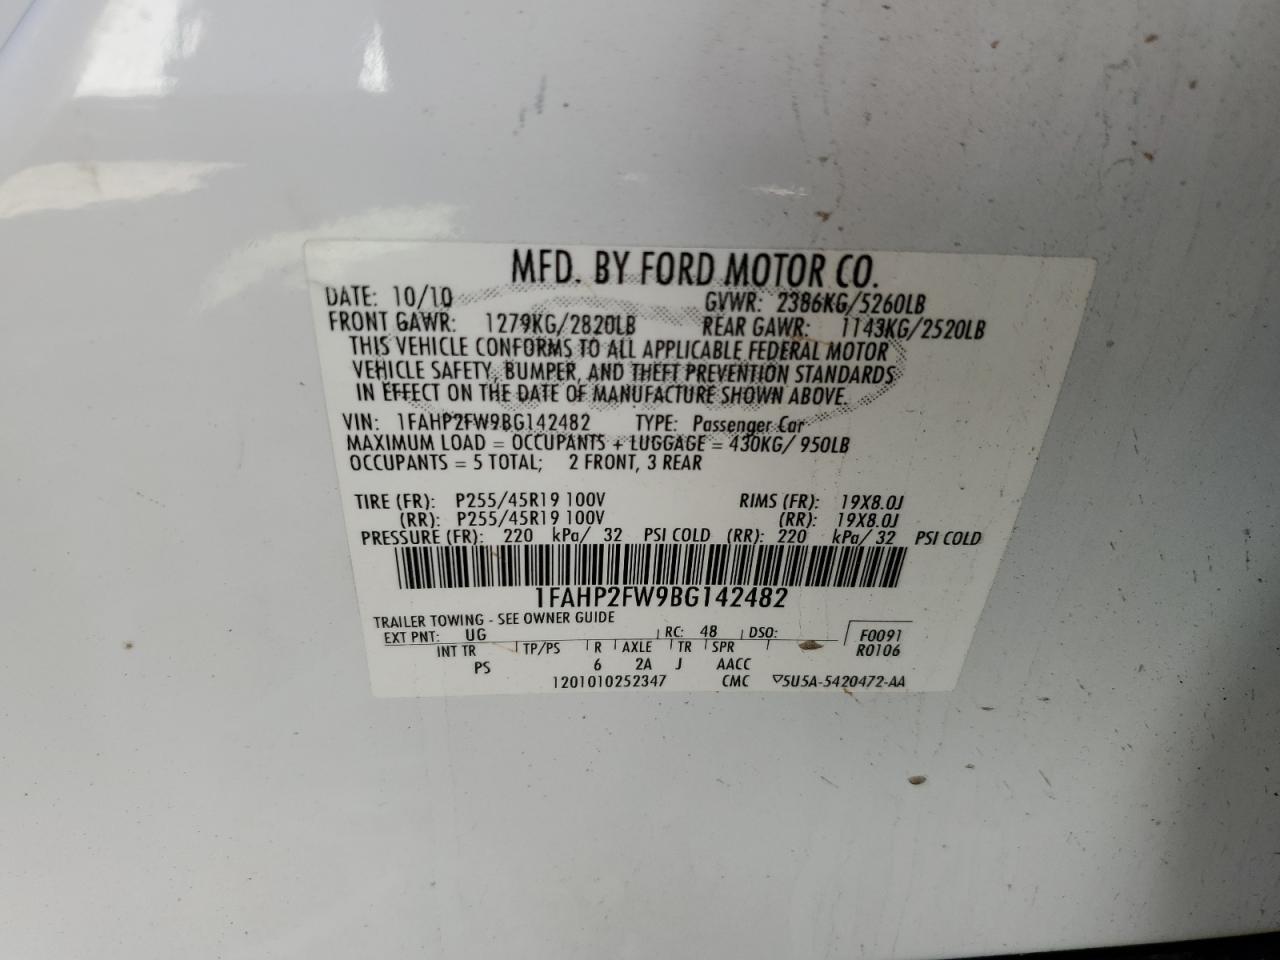 MFD. BY FORD MOTOR CO.
DATE: 10/10 GVWR: 2386KG/5260LB
FRONT GAWR: 1279KG/2820LB REAR GAWR: 1143KG/2520LB
THIS VEHICLE CONFORMS TO ALL APPLICABLE FEDERAL MOTOR
VEHICLE SAFETY, BUMPER, AND THEFT PREVENTION STANDARDS
IN EFFECT ON THE DATE OF MANUFACTURE SHOWN ABOVE.
VIN: 1FAHP2FW9BG142482 TYPE: Passenger Car
MAXIMUM LOAD = OCCUPANTS + LUGGAGE = 430KG/ 950LB
OCCUPANTS = 5 TOTAL; 2 FRONT, 3 REAR
TIRE (FR): P255/45R19 100V RIMS (FR): 19X8.0J
(RR): P255/45R19 100V (RR): 19X8.0J
PRESSURE (FR): 220 kPa/ 32 PSI COLD (RR): 220 kPa/ 32 PSI COLD
1FAHP2FW9BG142482
TRAILER TOWING - SEE OWNER GUIDE
EXT PNT: UG RC: 48 DSO: F0091
INT TR TP/PS R AXLE TR SPR R0106
PS 6 2A J AACC
1201010252347 CMC ▽5U5A-5420472-AA